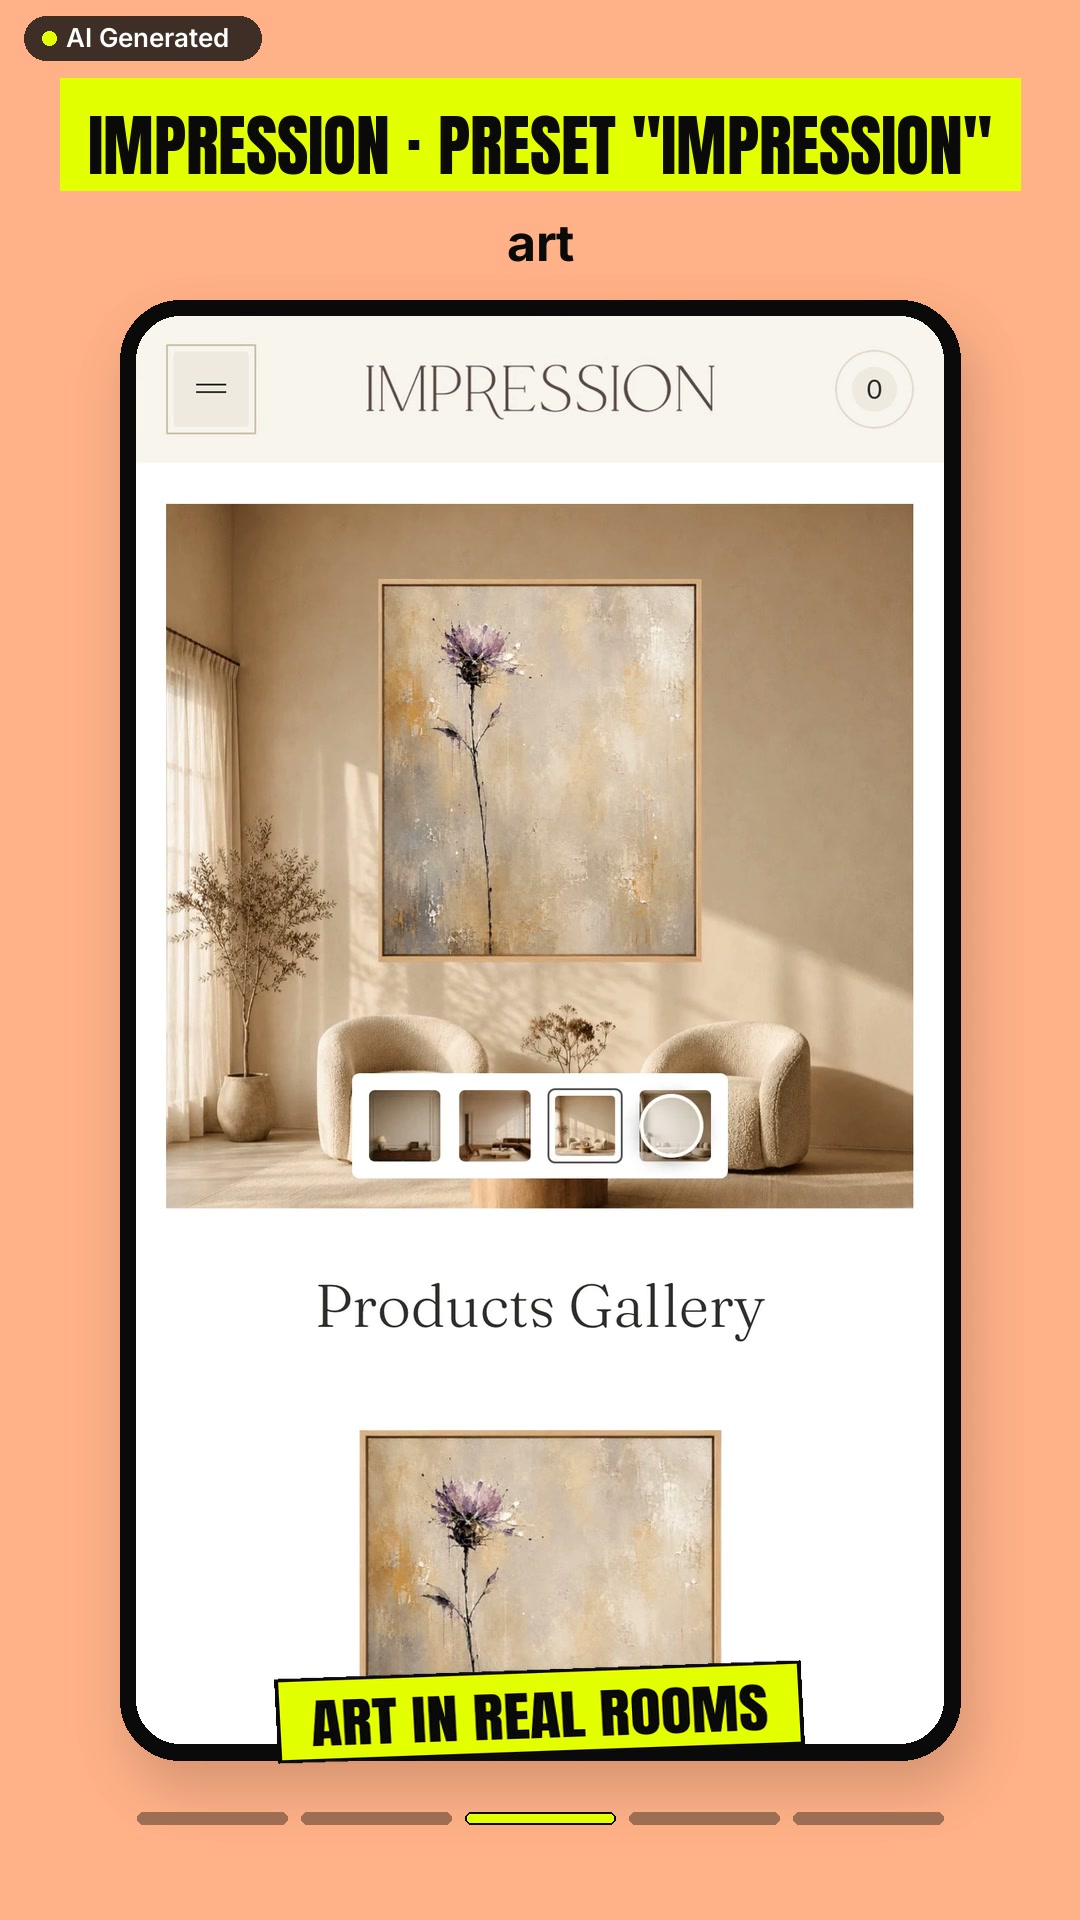 AI Generated
IMPRESSION · PRESET "IMPRESSION"
art
IMPRESSION
0
Products Gallery
ART IN REAL ROOMS